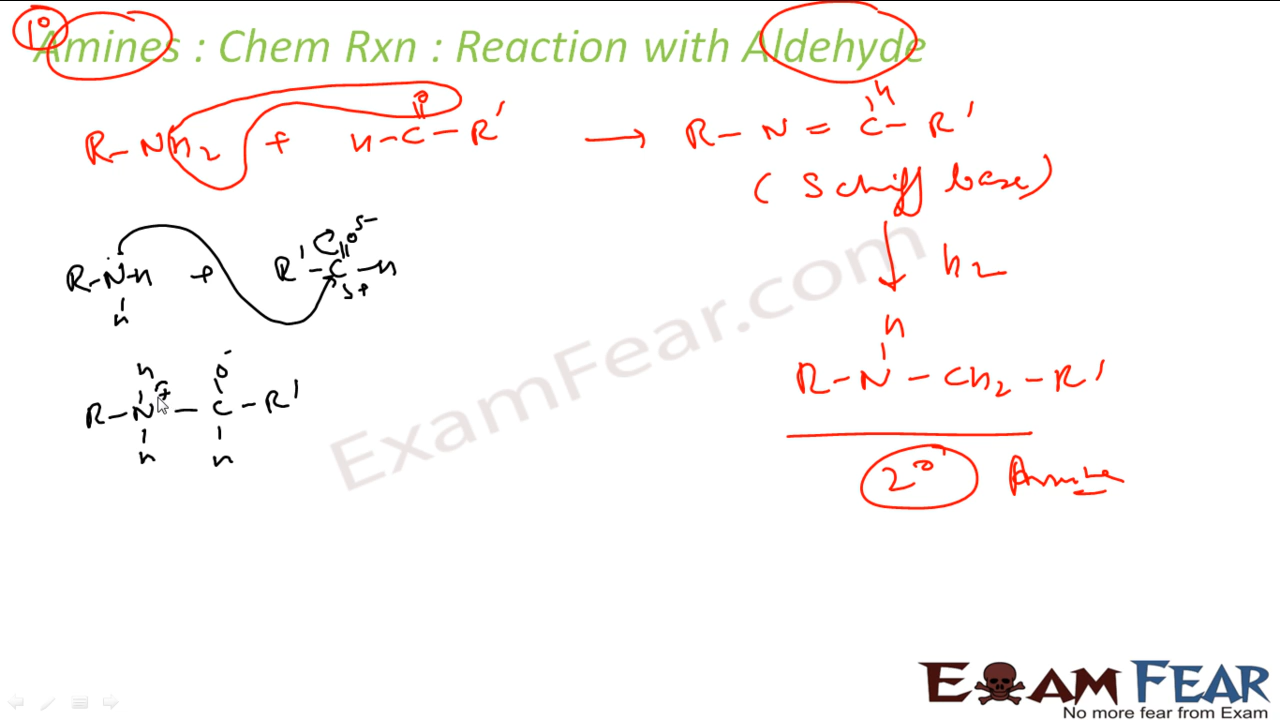 1° Amines : Chem Rxn : Reaction with Aldehyde
R – NH2 + H – C – R'
O
→ R – N = C – R'
H
( Schiff base )
H2
R – N – H + R' – C – H
H
O δ-
δ+
H
R – N – CH2 – R'
H O-
R – N+ – C – R'
H H
2° Amine
ExamFear.com
EXAM FEAR
No more fear from Exam